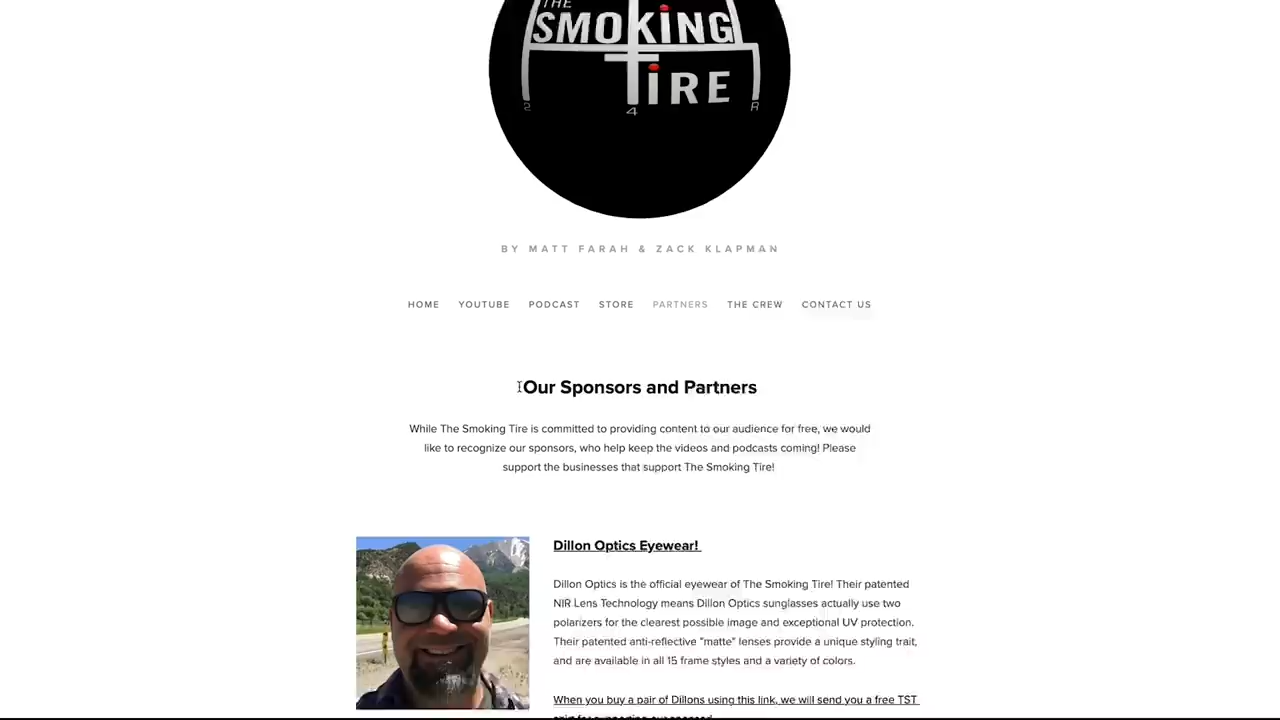 THE
SMOKING
TIRE
2 4 R
BY MATT FARAH & ZACK KLAPMAN
HOME YOUTUBE PODCAST STORE PARTNERS THE CREW CONTACT US
Our Sponsors and Partners
While The Smoking Tire is committed to providing content to our audience for free, we would
like to recognize our sponsors, who help keep the videos and podcasts coming! Please
support the businesses that support The Smoking Tire!
Dillon Optics Eyewear!
Dillon Optics is the official eyewear of The Smoking Tire! Their patented
NIR Lens Technology means Dillon Optics sunglasses actually use two
polarizers for the clearest possible image and exceptional UV protection.
Their patented anti-reflective "matte" lenses provide a unique styling trait,
and are available in all 15 frame styles and a variety of colors.
When you buy a pair of Dillons using this link, we will send you a free TST